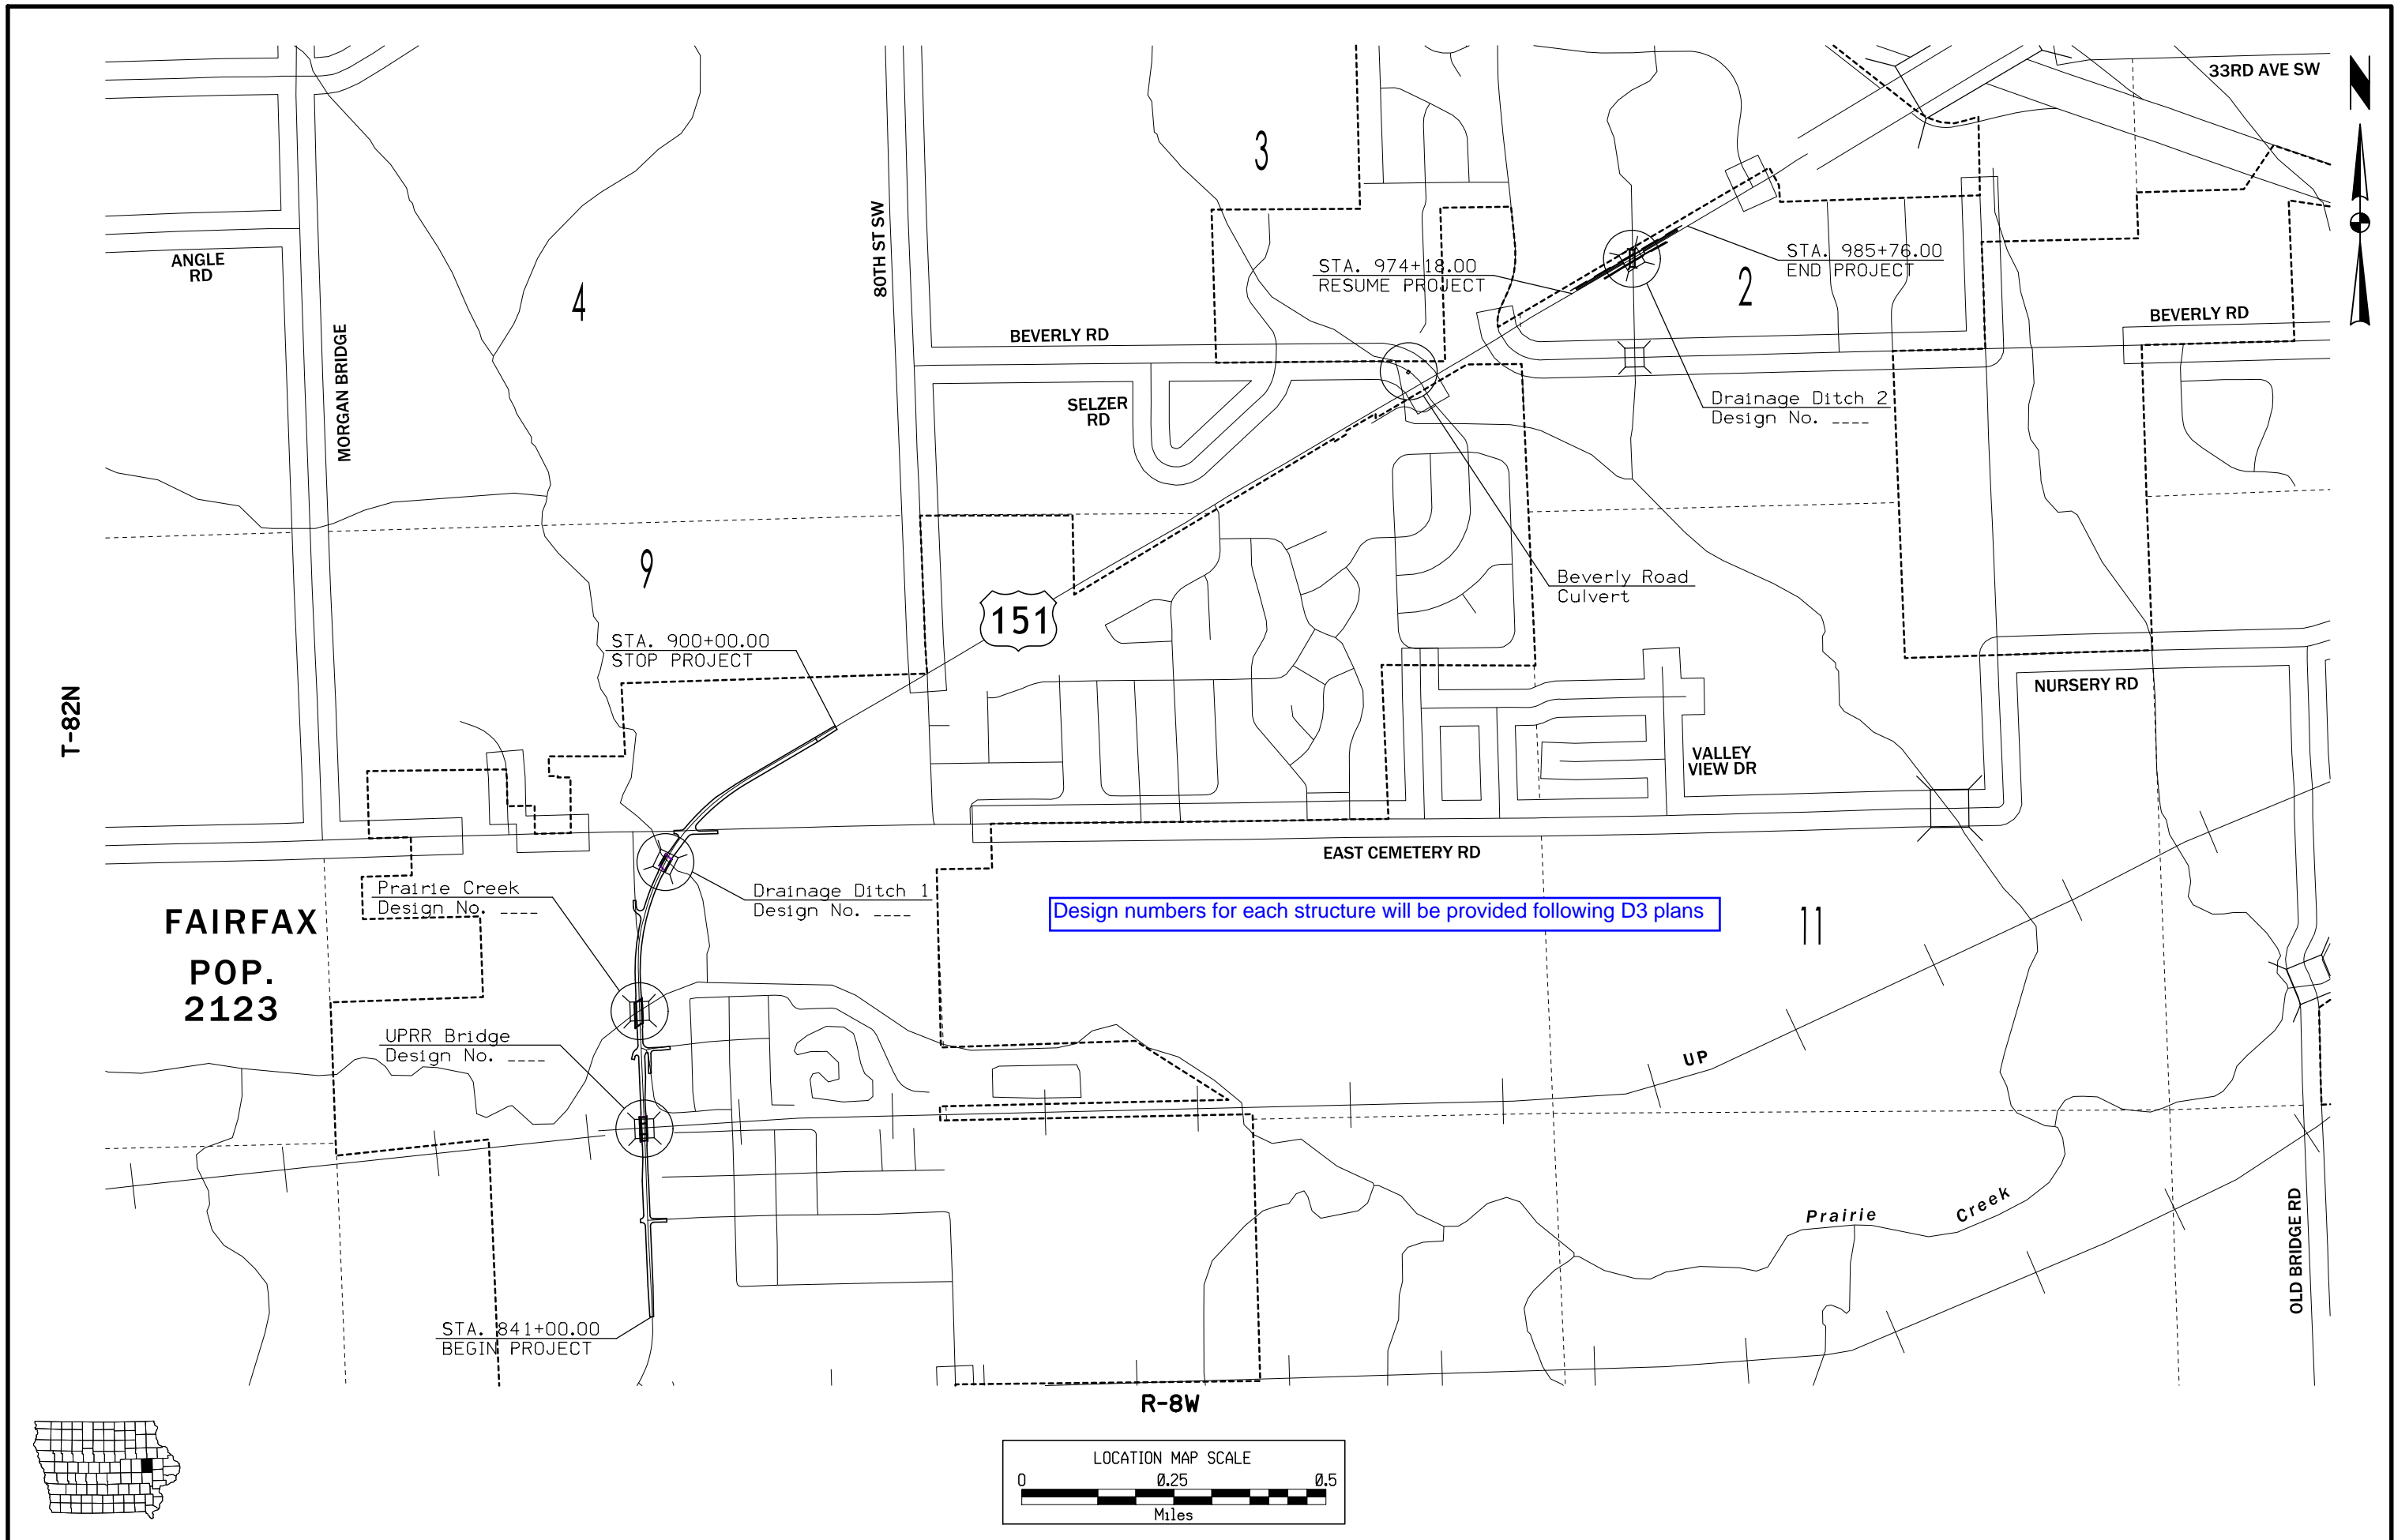 33RD AVE SW
N
3
80TH ST SW
ANGLE
RD
4
MORGAN BRIDGE
STA. 974+18.00
RESUME PROJECT
STA. 985+76.00
END PROJECT
2
BEVERLY RD
BEVERLY RD
SELZER
RD
Drainage Ditch 2
Design No. ____
9
Beverly Road
Culvert
151
STA. 900+00.00
STOP PROJECT
T-82N
NURSERY RD
VALLEY
VIEW DR
EAST CEMETERY RD
Prairie Creek
Design No. ____
Drainage Ditch 1
Design No. ____
Design numbers for each structure will be provided following D3 plans
11
FAIRFAX
POP.
2123
UPRR Bridge
Design No. ____
UP
Prairie Creek
OLD BRIDGE RD
STA. 841+00.00
BEGIN PROJECT
R-8W
LOCATION MAP SCALE
0 0.25 0.5
Miles